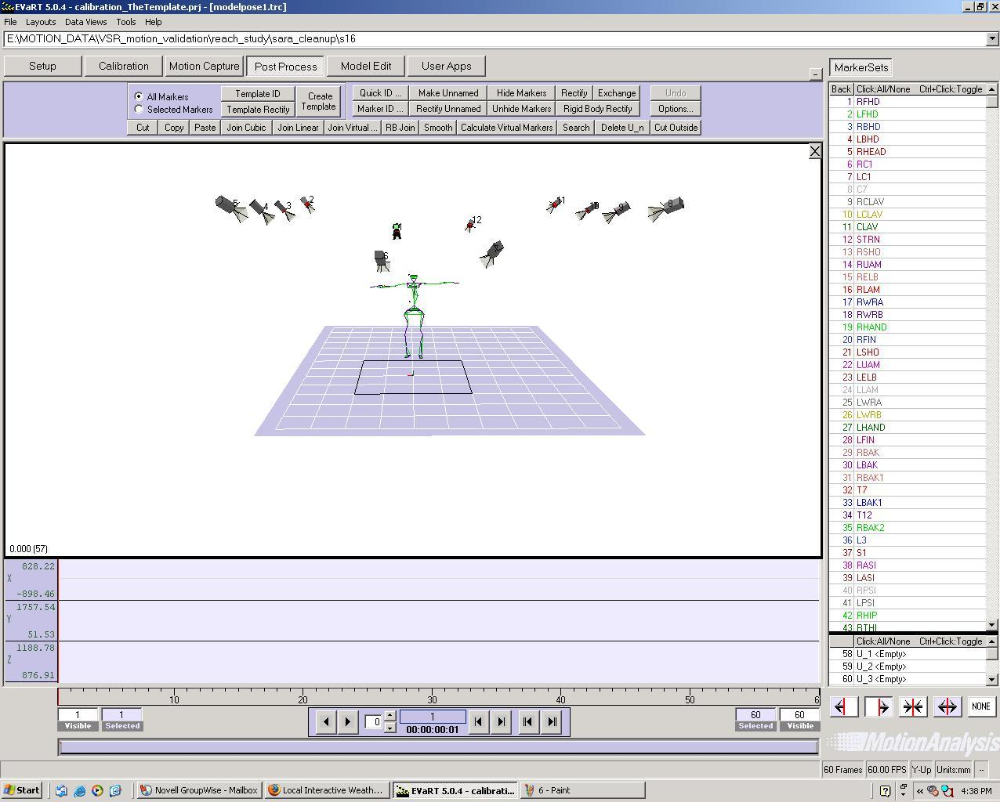 EVaRT 5.0.4 - calibration_TheTemplate.prj - [modelpose1.trc]
File Layouts Data Views Tools Help
E:\MOTION_DATA\VSR_motion_validation\reach_study\sara_cleanup\s16
Setup Calibration Motion Capture Post Process Model Edit User Apps
MarkerSets
All Markers
Selected Markers
Template ID
Template Rectify
Create Template
Quick ID ... Make Unnamed Hide Markers Rectify Exchange Undo
Marker ID ... Rectify Unnamed Unhide Markers Rigid Body Rectify Options...
Cut Copy Paste Join Cubic Join Linear Join Virtual ... RB Join Smooth Calculate Virtual Markers Search Delete U_n Cut Outside
Back Click:All/None Ctrl+Click:Toggle
1 RFHD
2 LFHD
3 RBHD
4 LBHD
5 RHEAD
6 RC1
7 LC1
8 C7
9 RCLAV
10 LCLAV
11 CLAV
12 STRN
13 RSHO
14 RUAM
15 RELB
16 RLAM
17 RWRA
18 RWRB
19 RHAND
20 RFIN
21 LSHO
22 LUAM
23 LELB
24 LLAM
25 LWRA
26 LWRB
27 LHAND
28 LFIN
29 RBAK
30 LBAK
31 RBAK1
32 T7
33 LBAK1
34 T12
35 RBAK2
36 L3
37 S1
38 RASI
39 LASI
40 RPSI
41 LPSI
42 RHIP
43 RTHI
Click:All/None Ctrl+Click:Toggle
58 U_1 <Empty>
59 U_2 <Empty>
60 U_3 <Empty>
5 4 3 2 12 9 8 6
0.000 (57)
828.22
X
-898.46
1757.54
Y
51.53
1188.78
Z
876.91
10 20 30 40 50 6
1 1 0 1 60 60
Visible Selected 00:00:00:01 Selected Visible
NONE
MotionAnalysis
60 Frames 60.00 FPS Y-Up Units:mm --
Start Novell GroupWise - Mailbox Local Interactive Weath... EVaRT 5.0.4 - calibrati... 6 - Paint 4:38 PM